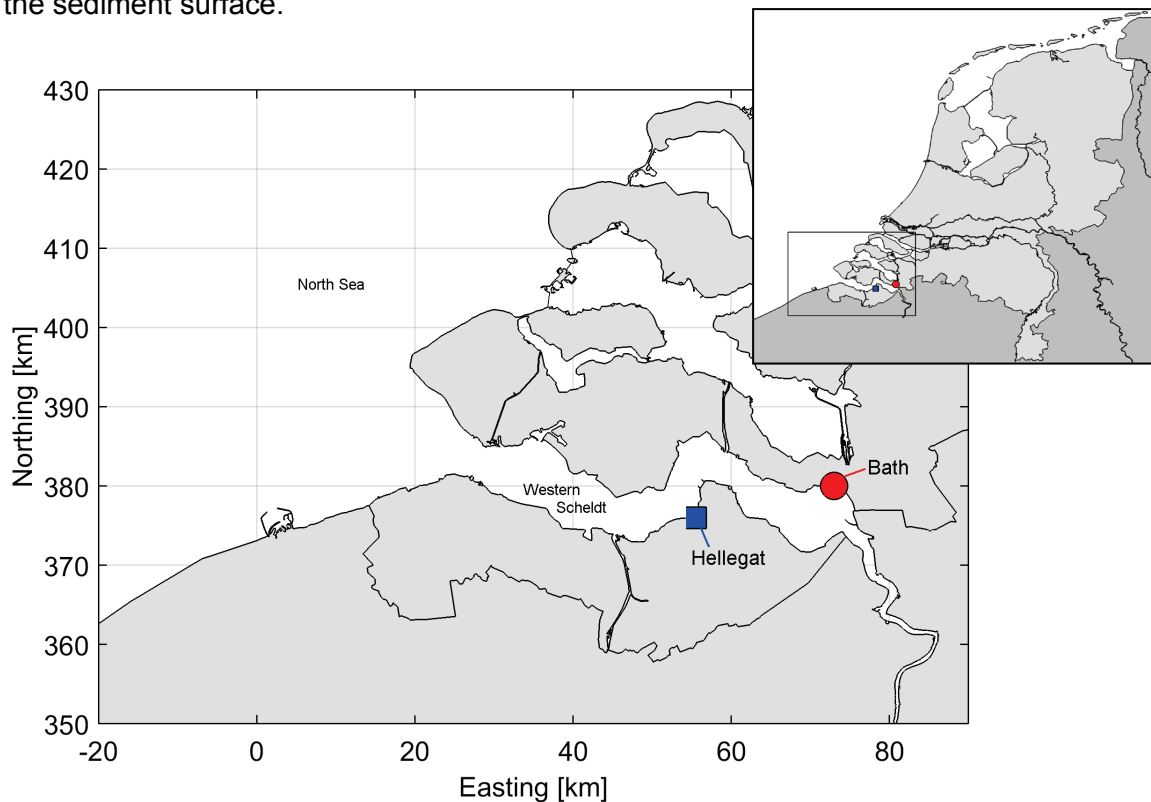 the sediment surface.
430
420
410
400
390
380
370
360
350
Northing [km]
North Sea
Western
Scheldt
Bath
Hellegat
-20
0
20
40
60
80
Easting [km]